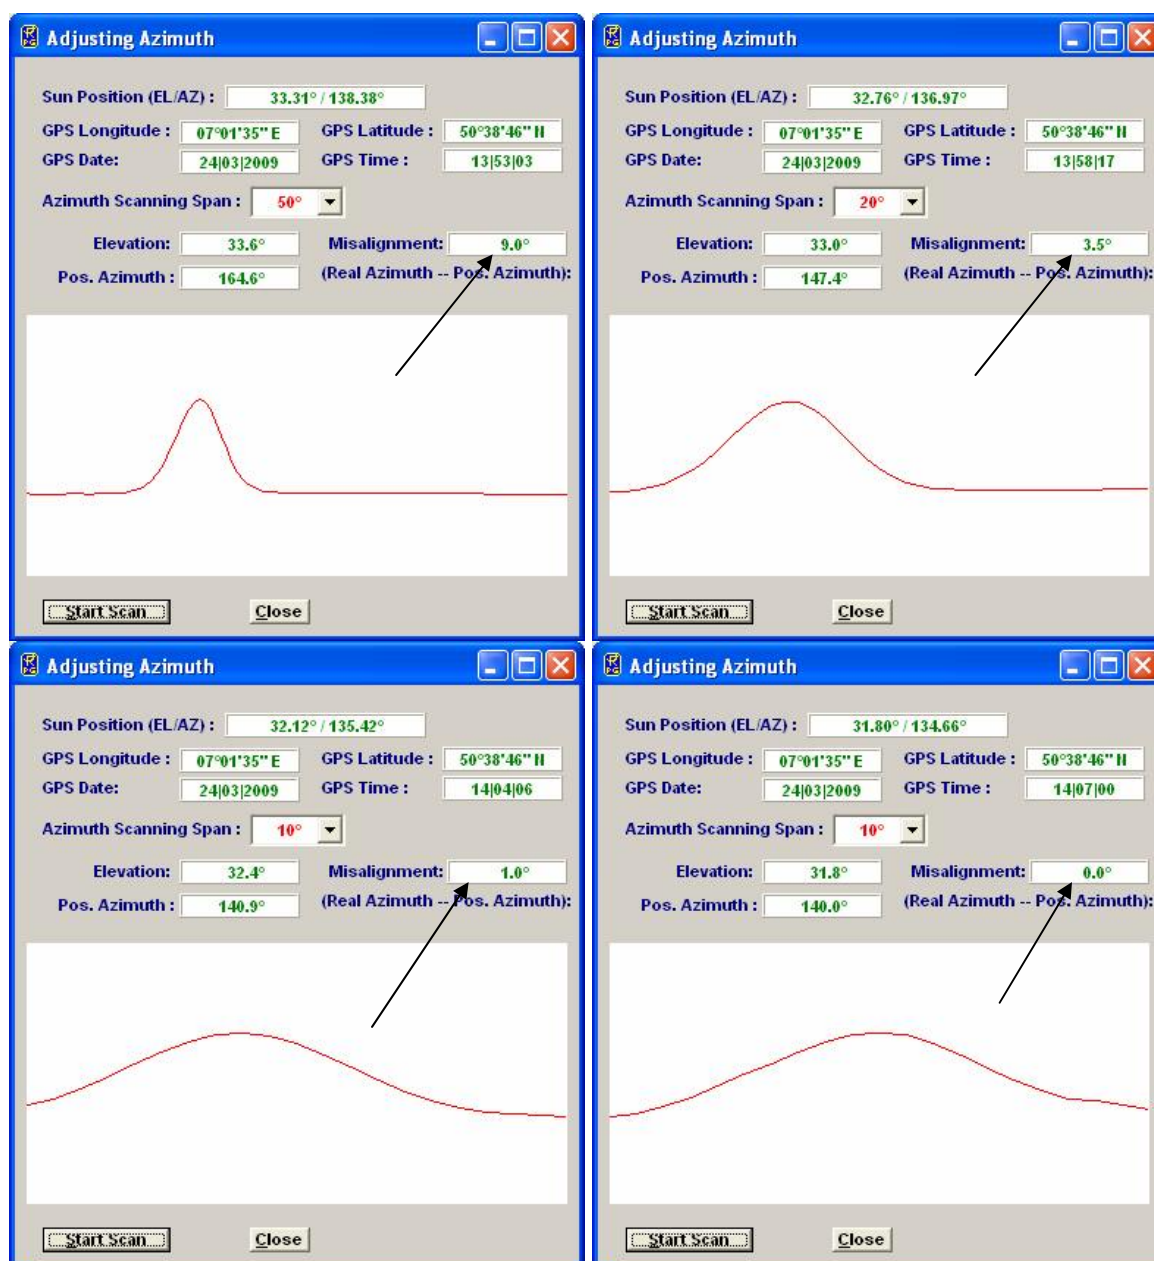 Adjusting Azimuth
Sun Position (EL/AZ) : 33.31° / 138.38°
GPS Longitude : 07°01'35" E GPS Latitude : 50°38'46" N
GPS Date: 24|03|2009 GPS Time : 13|53|03
Azimuth Scanning Span : 50°
Elevation: 33.6° Misalignment: 9.0°
Pos. Azimuth : 164.6° (Real Azimuth -- Pos. Azimuth):
Start Scan Close
Adjusting Azimuth
Sun Position (EL/AZ) : 32.76° / 136.97°
GPS Longitude : 07°01'35" E GPS Latitude : 50°38'46" N
GPS Date: 24|03|2009 GPS Time : 13|58|17
Azimuth Scanning Span : 20°
Elevation: 33.0° Misalignment: 3.5°
Pos. Azimuth : 147.4° (Real Azimuth -- Pos. Azimuth):
Start Scan Close
Adjusting Azimuth
Sun Position (EL/AZ) : 32.12° / 135.42°
GPS Longitude : 07°01'35" E GPS Latitude : 50°38'46" N
GPS Date: 24|03|2009 GPS Time : 14|04|06
Azimuth Scanning Span : 10°
Elevation: 32.4° Misalignment: 1.0°
Pos. Azimuth : 140.9° (Real Azimuth -- Pos. Azimuth):
Start Scan Close
Adjusting Azimuth
Sun Position (EL/AZ) : 31.80° / 134.66°
GPS Longitude : 07°01'35" E GPS Latitude : 50°38'46" N
GPS Date: 24|03|2009 GPS Time : 14|07|00
Azimuth Scanning Span : 10°
Elevation: 31.8° Misalignment: 0.0°
Pos. Azimuth : 140.0° (Real Azimuth -- Pos. Azimuth):
Start Scan Close